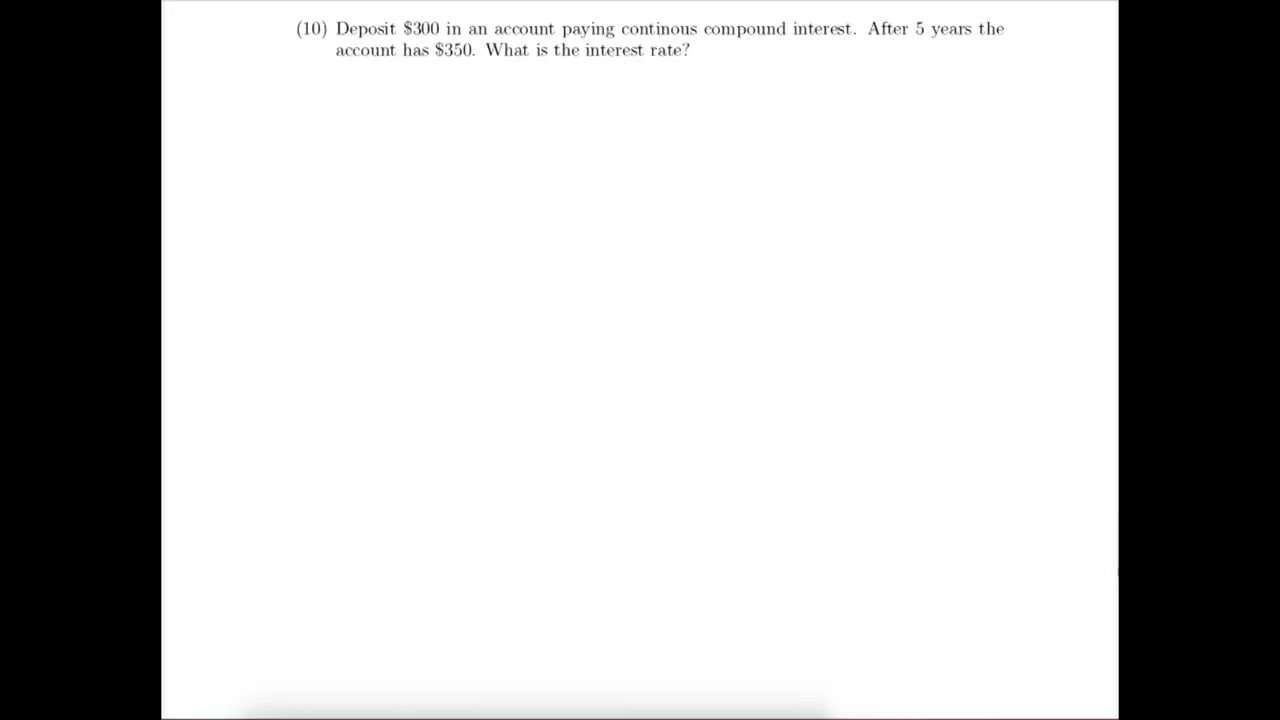 (10) Deposit $300 in an account paying continous compound interest. After 5 years the
account has $350. What is the interest rate?